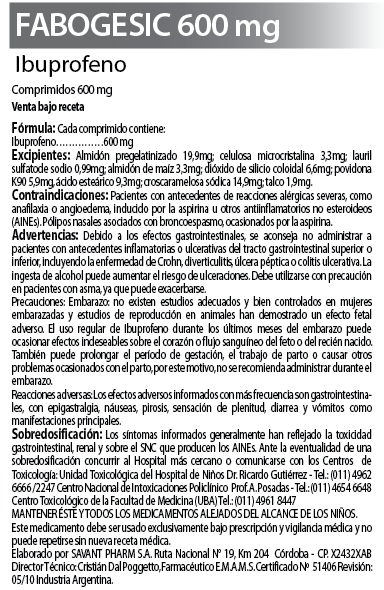 FABOGESIC 600 mg
Ibuprofeno
Comprimidos 600 mg
Venta bajo receta
Fórmula: Cada comprimido contiene:
Ibuprofeno...............600 mg
Excipientes: Almidón pregelatinizado 19,9mg; celulosa microcristalina 3,3mg; lauril
sulfatode sodio 0,99mg; almidón de maíz 3,3mg; dióxido de silicio coloidal 6,6mg; povidona
K90 5,9mg, ácido esteárico 9,3mg; croscaramelosa sódica 14,9mg; talco 1,9mg.
Contraindicaciones: Pacientes con antecedentes de reacciones alérgicas severas, como
anafilaxia o angioedema, inducido por la aspirina u otros antiinflamatorios no esteroideos
(AINEs). Pólipos nasales asociados con broncoespasmo, ocasionados por la aspirina.
Advertencias: Debido a los efectos gastrointestinales, se aconseja no administrar a
pacientes con antecedentes inflamatorias o ulcerativas del tracto gastrointestinal superior o
inferior, incluyendo la enfermedad de Crohn, diverticulitis, úlcera péptica o colitis ulcerativa. La
ingesta de alcohol puede aumentar el riesgo de ulceraciones. Debe utilizarse con precaución
en pacientes con asma, ya que puede exacerbarse.
Precauciones: Embarazo: no existen estudios adecuados y bien controlados en mujeres
embarazadas y estudios de reproducción en animales han demostrado un efecto fetal
adverso. El uso regular de Ibuprofeno durante los últimos meses del embarazo puede
ocasionar efectos indeseables sobre el corazón o flujo sanguíneo del feto o del recién nacido.
También puede prolongar el período de gestación, el trabajo de parto o causar otros
problemas ocasionados con el parto, por este motivo, no se recomienda administrar durante el
embarazo.
Reacciones adversas: Los efectos adversos informados con más frecuencia son gastrointestina-
les, con epigastralgia, náuseas, pirosis, sensación de plenitud, diarrea y vómitos como
manifestaciones principales.
Sobredosificación: Los síntomas informados generalmente han reflejado la toxicidad
gastrointestinal, renal y sobre el SNC que producen los AINEs. Ante la eventualidad de una
sobredosificación concurrir al Hospital más cercano o comunicarse con los Centros de
Toxicología: Unidad Toxicológica del Hospital de Niños Dr. Ricardo Gutiérrez - Tel.: (011) 4962
6666 /2247 Centro Nacional de Intoxicaciones Policlínico Prof. A. Posadas - Tel.: (011) 4654 6648
Centro Toxicológico de la Facultad de Medicina (UBA) Tel.: (011) 4961 8447
MANTENER ÉSTE Y TODOS LOS MEDICAMENTOS ALEJADOS DEL ALCANCE DE LOS NIÑOS.
Este medicamento debe ser usado exclusivamente bajo prescripción y vigilancia médica y no
puede repetirse sin nueva receta médica.
Elaborado por SAVANT PHARM S.A. Ruta Nacional N° 19, Km 204 Córdoba - CP. X2432XAB
Director Técnico: Cristián Dal Poggetto, Farmacéutico E.M.A.M.S. Certificado N° 51406 Revisión:
05/10 Industria Argentina.